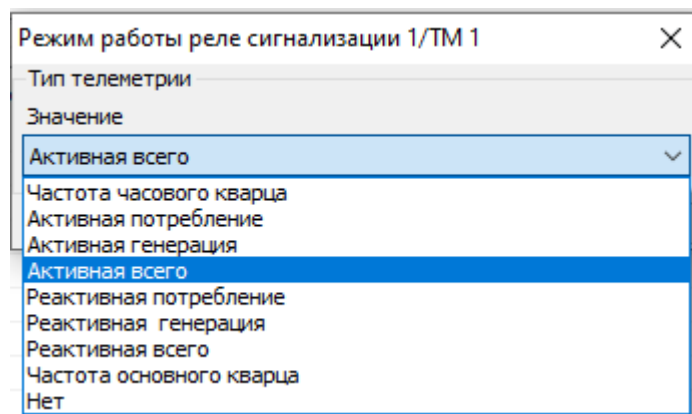 Режим работы реле сигнализации 1/ТМ 1
Тип телеметрии
Значение
Активная всего
Частота часового кварца
Активная потребление
Активная генерация
Активная всего
Реактивная потребление
Реактивная  генерация
Реактивная всего
Частота основного кварца
Нет